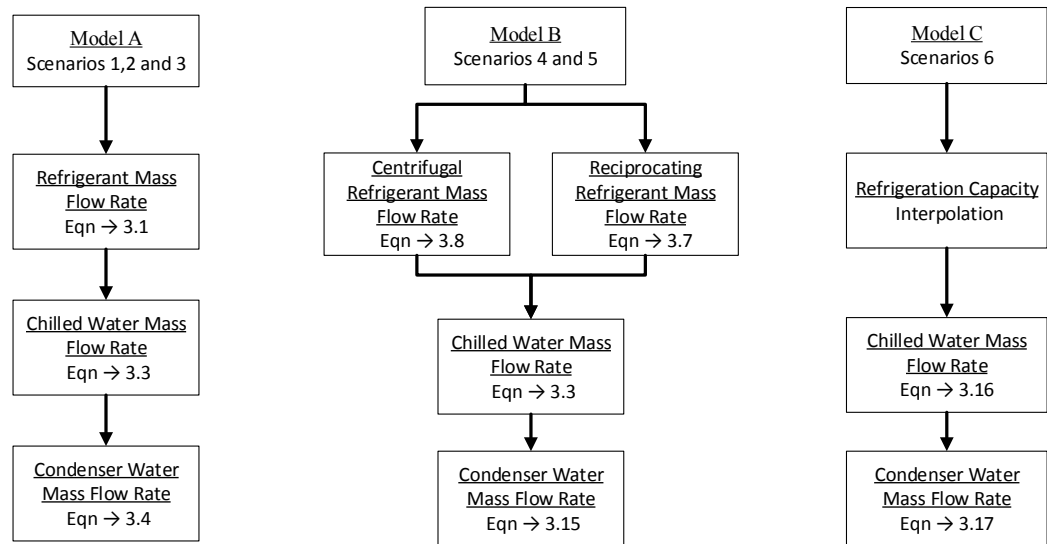 Model A
Scenarios 1,2 and 3
Refrigerant Mass
Flow Rate
Eqn → 3.1
Chilled Water Mass
Flow Rate
Eqn → 3.3
Condenser Water
Mass Flow Rate
Eqn → 3.4
Model B
Scenarios 4 and 5
Centrifugal
Refrigerant Mass
Flow Rate
Eqn → 3.8
Reciprocating
Refrigerant Mass
Flow Rate
Eqn → 3.7
Chilled Water Mass
Flow Rate
Eqn → 3.3
Condenser Water
Mass Flow Rate
Eqn → 3.15
Model C
Scenarios 6
Refrigeration Capacity
Interpolation
Chilled Water Mass
Flow Rate
Eqn → 3.16
Condenser Water
Mass Flow Rate
Eqn → 3.17